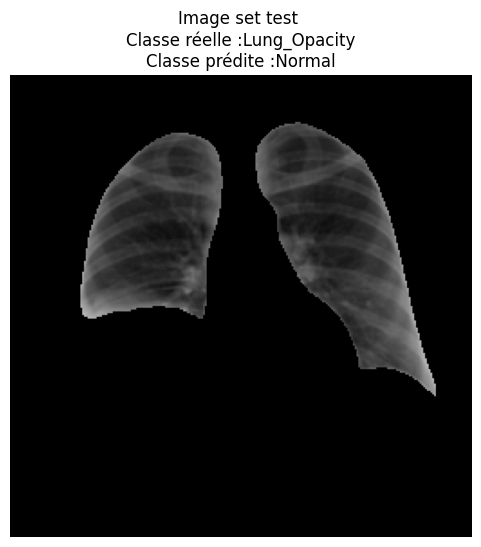 Image set test
Classe réelle :Lung_Opacity
Classe prédite :Normal